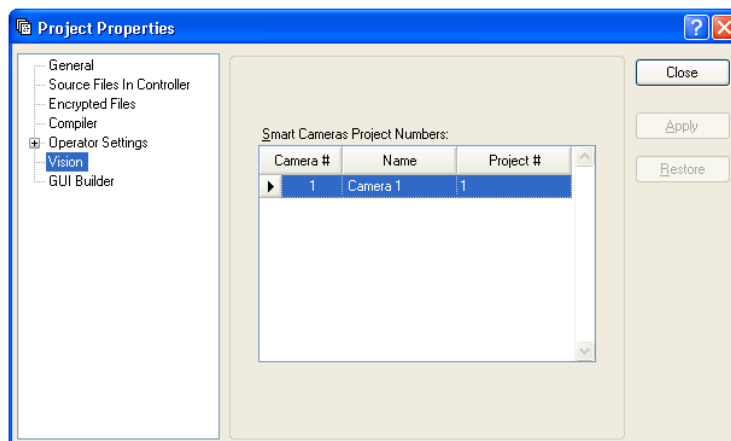 Project Properties
General
Source Files In Controller
Encrypted Files
Compiler
Operator Settings
Vision
GUI Builder
Smart Cameras Project Numbers:
Camera # Name Project #
1 Camera 1 1
Close
Apply
Restore